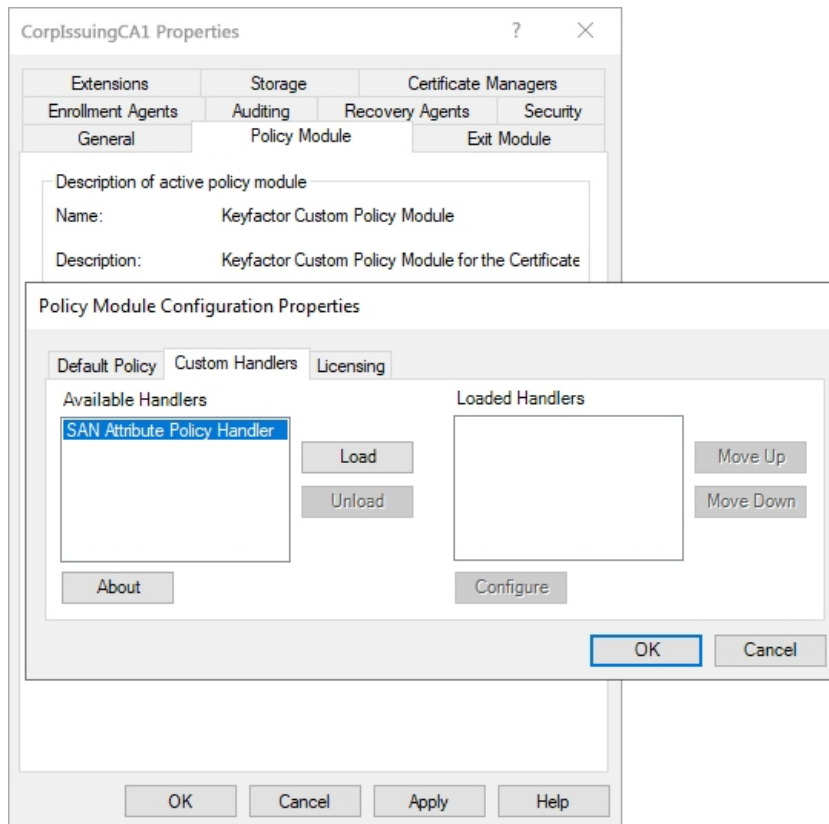 CorpIssuingCA1 Properties
?
Extensions Storage Certificate Managers
Enrollment Agents Auditing Recovery Agents Security
General Policy Module Exit Module
Description of active policy module
Name: Keyfactor Custom Policy Module
Description: Keyfactor Custom Policy Module for the Certificate
Policy Module Configuration Properties
Default Policy Custom Handlers Licensing
Available Handlers Loaded Handlers
SAN Attribute Policy Handler
Load Move Up
Unload Move Down
About Configure
OK Cancel
OK Cancel Apply Help